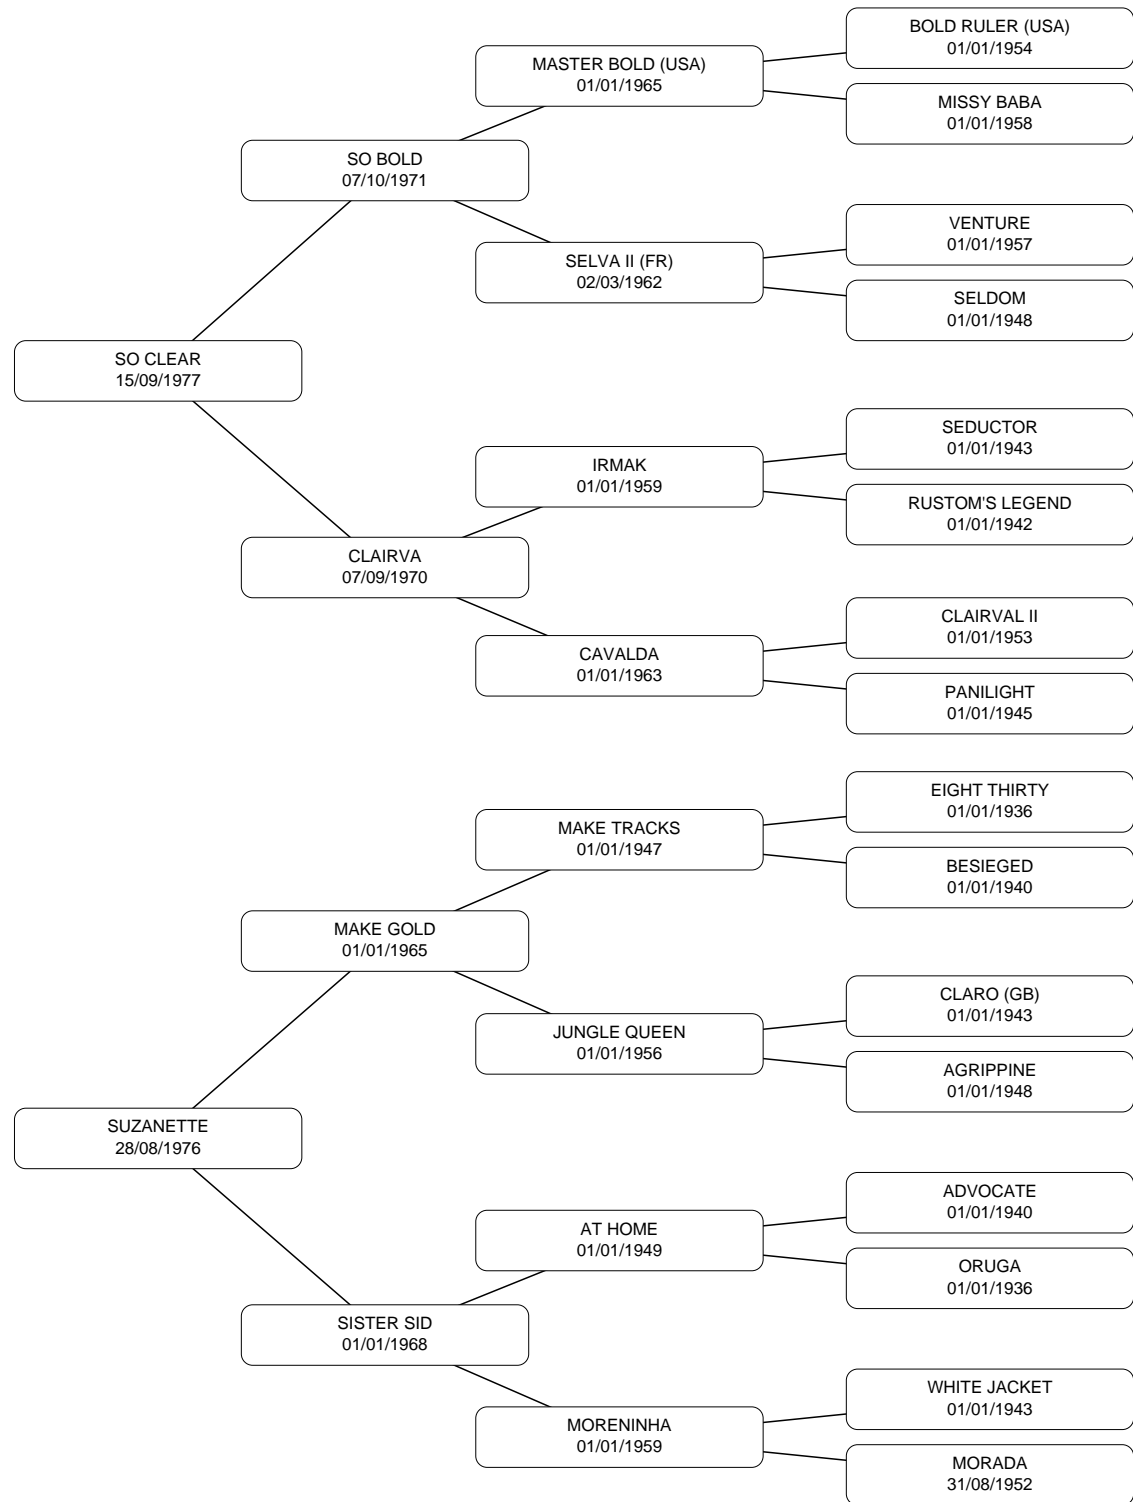 BOLD RULER (USA)
01/01/1954
MASTER BOLD (USA)
01/01/1965
MISSY BABA
01/01/1958
SO BOLD
07/10/1971
VENTURE
01/01/1957
SELVA II (FR)
02/03/1962
SELDOM
01/01/1948
SO CLEAR
15/09/1977
SEDUCTOR
01/01/1943
IRMAK
01/01/1959
RUSTOM'S LEGEND
01/01/1942
CLAIRVA
07/09/1970
CLAIRVAL II
01/01/1953
CAVALDA
01/01/1963
PANILIGHT
01/01/1945
EIGHT THIRTY
01/01/1936
MAKE TRACKS
01/01/1947
BESIEGED
01/01/1940
MAKE GOLD
01/01/1965
CLARO (GB)
01/01/1943
JUNGLE QUEEN
01/01/1956
AGRIPPINE
01/01/1948
SUZANETTE
28/08/1976
ADVOCATE
01/01/1940
AT HOME
01/01/1949
ORUGA
01/01/1936
SISTER SID
01/01/1968
WHITE JACKET
01/01/1943
MORENINHA
01/01/1959
MORADA
31/08/1952